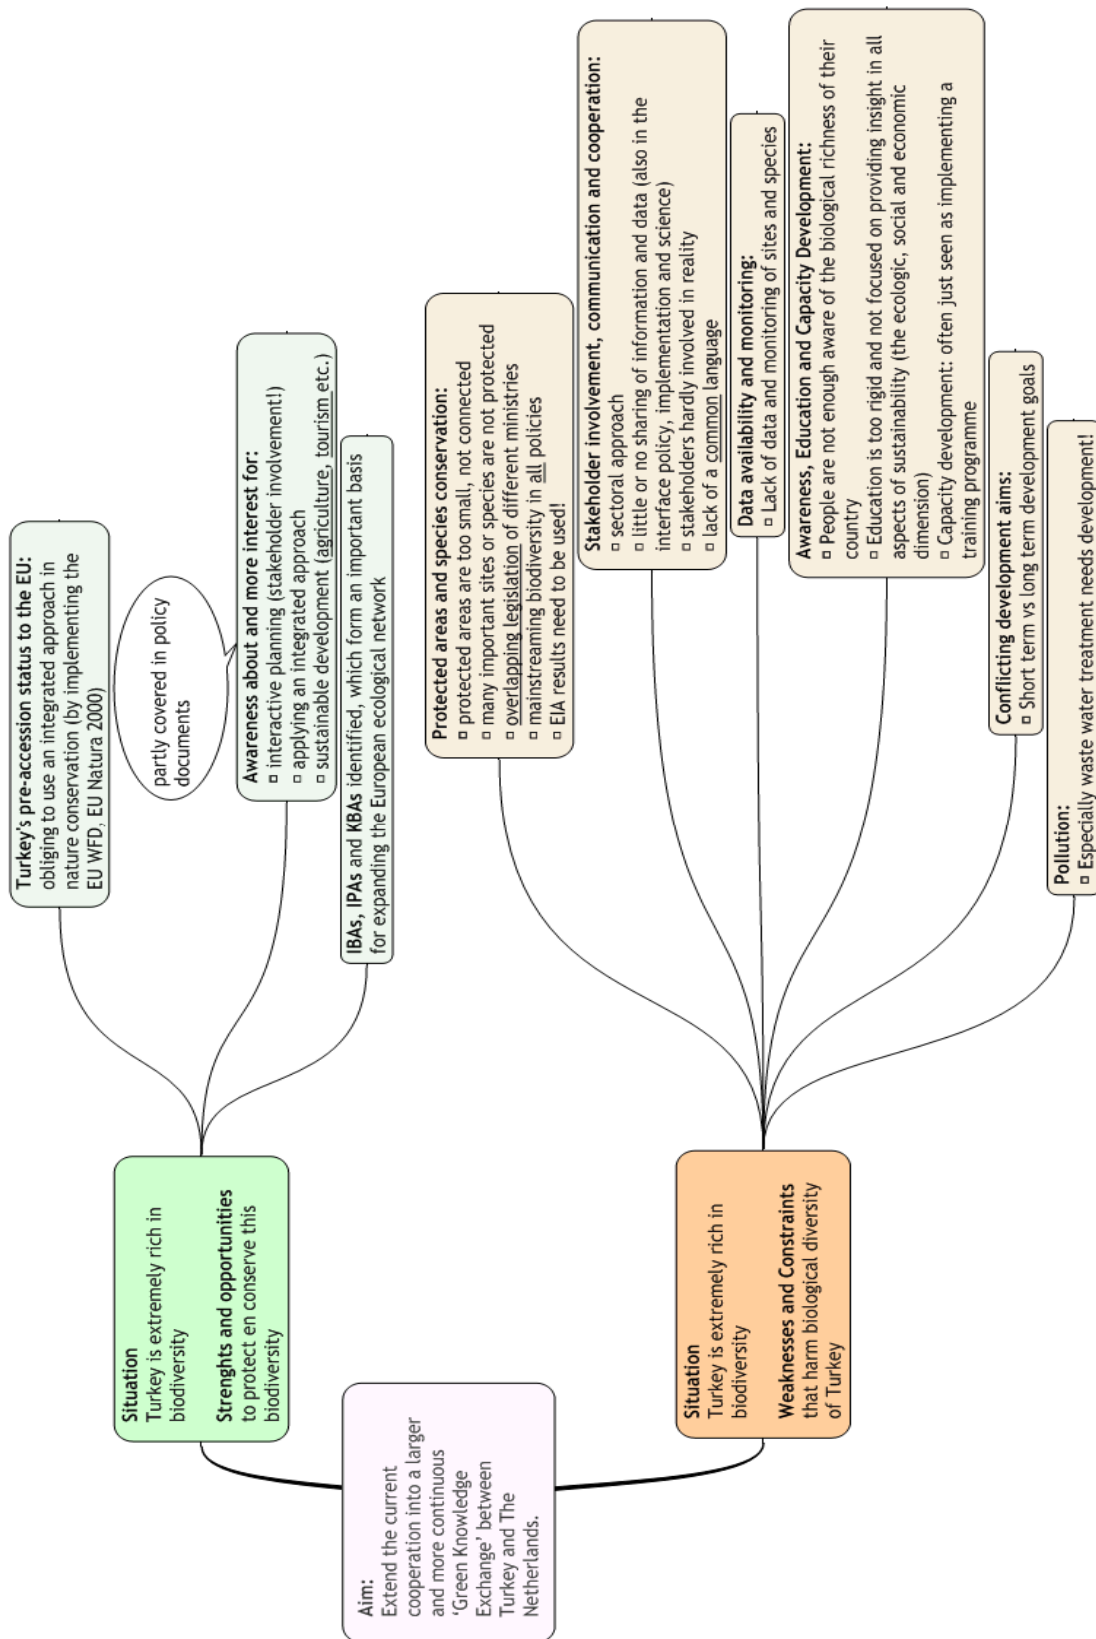 Aim:
Extend the current
cooperation into a larger
and more continuous
‘Green Knowledge
Exchange’ between
Turkey and The
Netherlands.
Situation
Turkey is extremely rich in
biodiversity
Strenghts and opportunities
to protect en conserve this
biodiversity
Turkey's pre-accession status to the EU:
obliging to use an integrated approach in
nature conservation (by implementing the
EU WFD, EU Natura 2000)
partly covered in policy
documents
Awareness about and more interest for:
▫ interactive planning (stakeholder involvement!)
▫ applying an integrated approach
▫ sustainable development (agriculture, tourism etc.)
IBAs, IPAs and KBAs identified, which form an important basis
for expanding the European ecological network
Situation
Turkey is extremely rich in
biodiversity
Weaknesses and Constraints
that harm biological diversity
of Turkey
Protected areas and species conservation:
▫ protected areas are too small, not connected
▫ many important sites or species are not protected
▫ overlapping legislation of different ministries
▫ mainstreaming biodiversity in all policies
▫ EIA results need to be used!
Stakeholder involvement, communication and cooperation:
▫ sectoral approach
▫ little or no sharing of information and data (also in the
interface policy, implementation and science)
▫ stakeholders hardly involved in reality
▫ lack of a common language
Data availability and monitoring:
▫ Lack of data and monitoring of sites and species
Awareness, Education and Capacity Development:
▫ People are not enough aware of the biological richness of their
country
▫ Education is too rigid and not focused on providing insight in all
aspects of sustainability (the ecologic, social and economic
dimension)
▫ Capacity development: often just seen as implementing a
training programme
Conflicting development aims:
▫ Short term vs long term development goals
Pollution:
▫ Especially waste water treatment needs development!